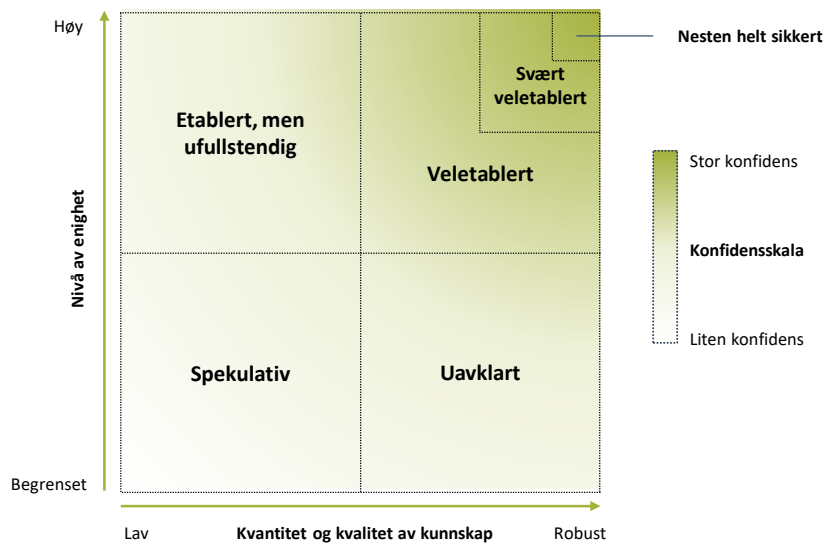 Høy
Nesten helt sikkert
Svært
veletablert
Etablert, men
ufullstendig
Veletablert
Stor konfidens
Konfidensskala
Liten konfidens
Nivå av enighet
Spekulativ
Uavklart
Begrenset
Lav
Kvantitet og kvalitet av kunnskap
Robust